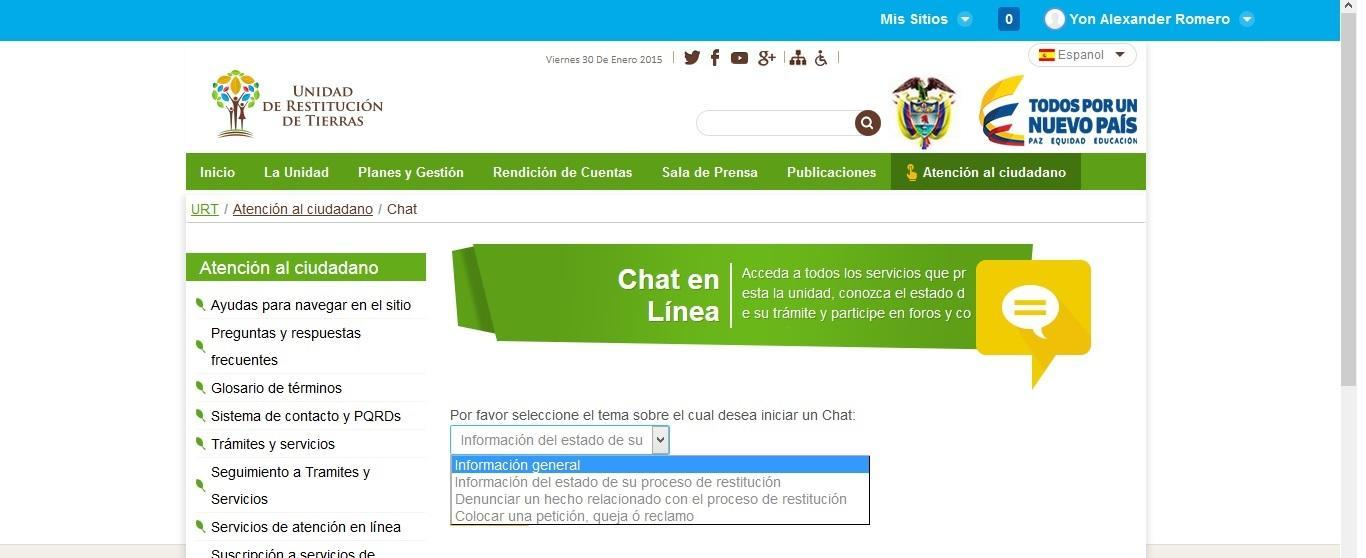 Mis Sitios
0
Yon Alexander Romero
Viernes 30 De Enero 2015
Espanol
UNIDAD
DE RESTITUCIÓN
DE TIERRAS
TODOS POR UN
NUEVO PAÍS
PAZ EQUIDAD EDUCACIÓN
Inicio La Unidad Planes y Gestión Rendición de Cuentas Sala de Prensa Publicaciones Atención al ciudadano
URT / Atención al ciudadano / Chat
Atención al ciudadano
Ayudas para navegar en el sitio
Preguntas y respuestas
frecuentes
Glosario de términos
Sistema de contacto y PQRDs
Trámites y servicios
Seguimiento a Tramites y
Servicios
Servicios de atención en línea
Suscripción a servicios de
Chat en
Línea
Acceda a todos los servicios que pr
esta la unidad, conozca el estado d
e su trámite y participe en foros y co
Por favor seleccione el tema sobre el cual desea iniciar un Chat:
Información del estado de su
Información general
Información del estado de su proceso de restitución
Denunciar un hecho relacionado con el proceso de restitución
Colocar una petición, queja ó reclamo